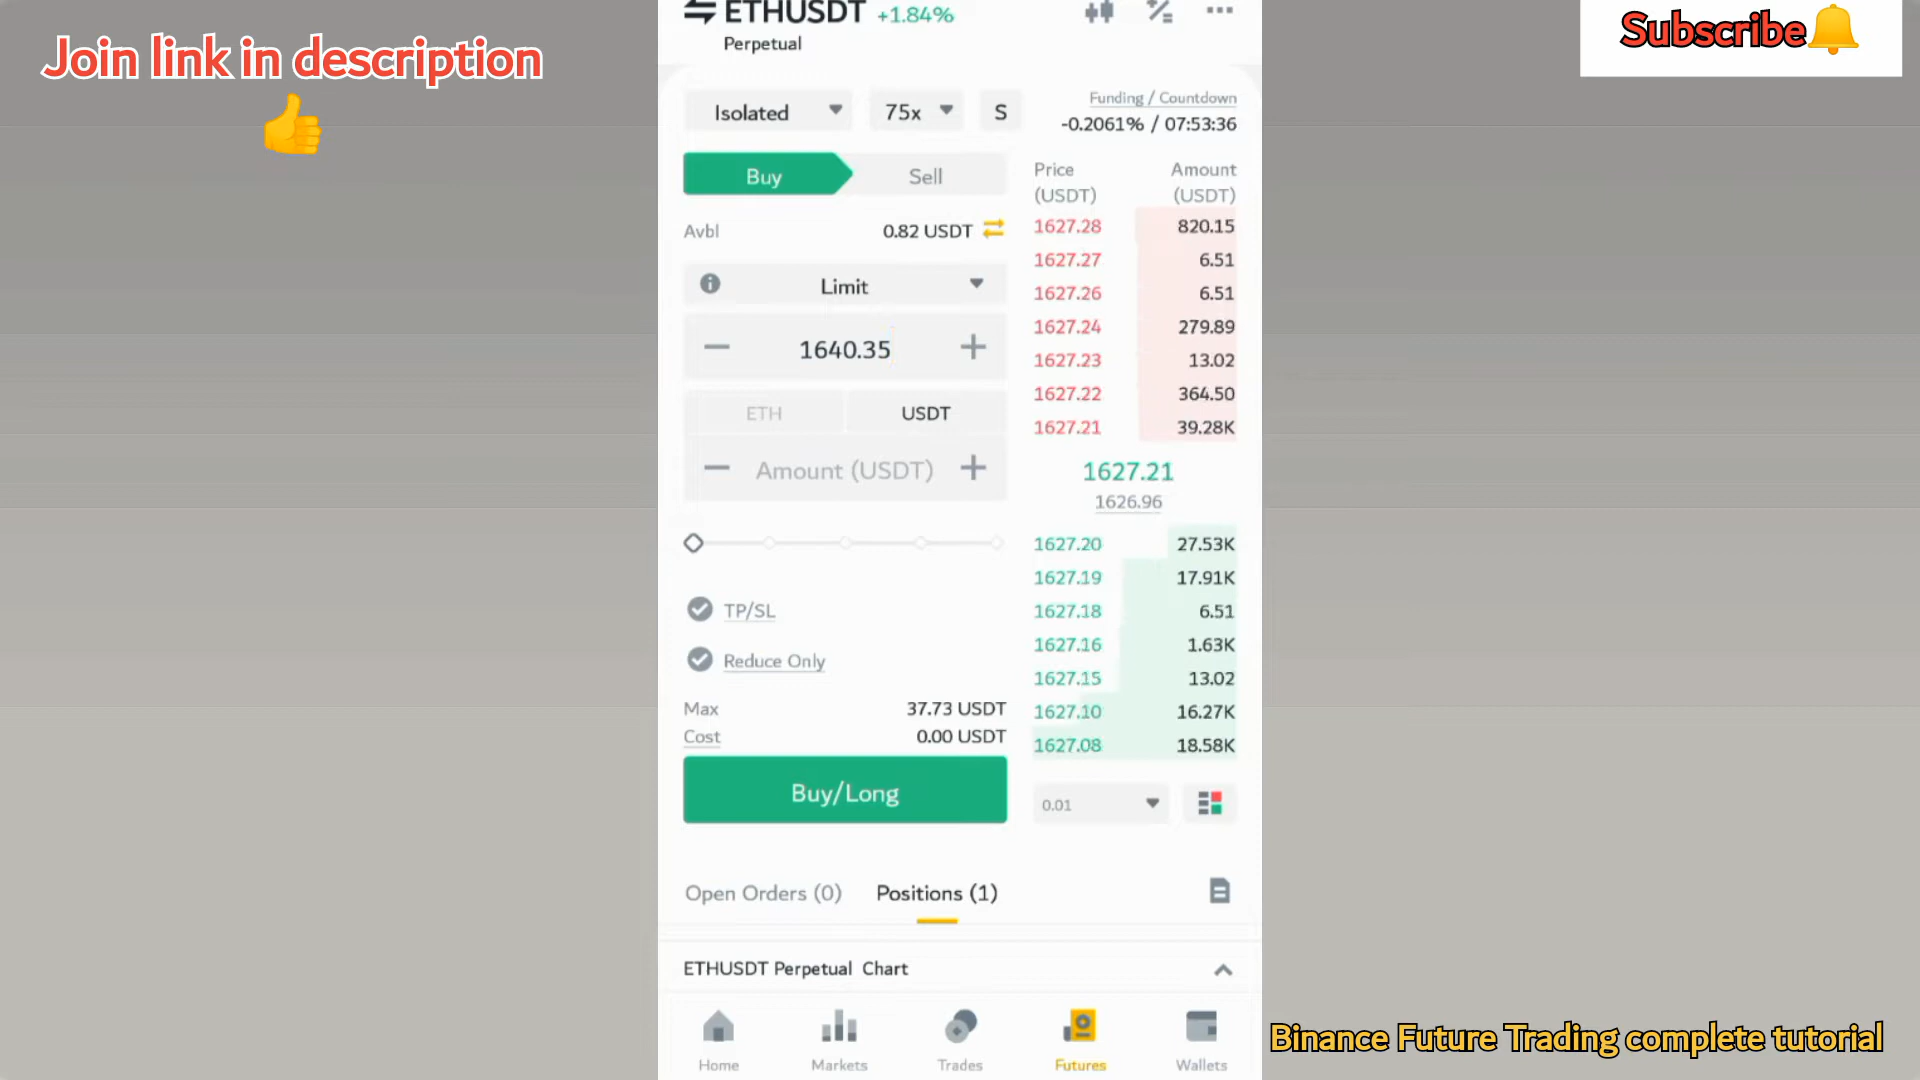 Join link in description
Subscribe
ETHUSDT +1.84%
Perpetual
Isolated 75x S
Funding / Countdown
-0.2061% / 07:53:36
Buy Sell
Price Amount
(USDT) (USDT)
Avbl 0.82 USDT
Limit
1640.35
ETH USDT
Amount (USDT)
TP/SL
Reduce Only
Max 37.73 USDT
Cost 0.00 USDT
Buy/Long
1627.28 820.15
1627.27 6.51
1627.26 6.51
1627.24 279.89
1627.23 13.02
1627.22 364.50
1627.21 39.28K
1627.21
1626.96
1627.20 27.53K
1627.19 17.91K
1627.18 6.51
1627.16 1.63K
1627.15 13.02
1627.10 16.27K
1627.08 18.58K
0.01
Open Orders (0) Positions (1)
ETHUSDT Perpetual Chart
Home Markets Trades Futures Wallets
Binance Future Trading complete tutorial